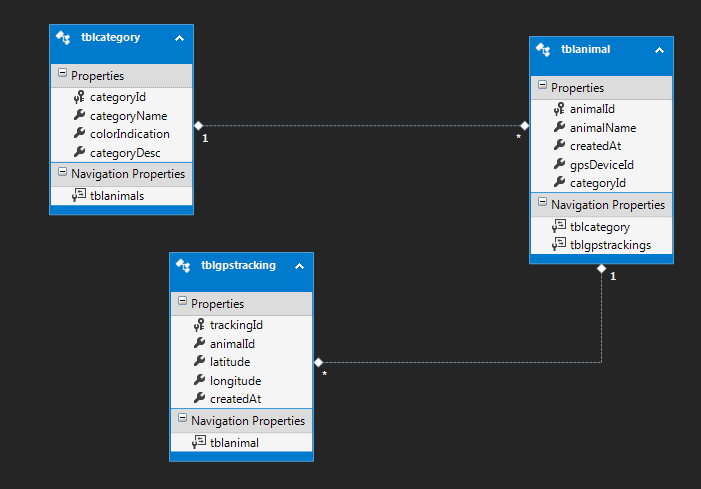 tblcategory
Properties
categoryId
categoryName
colorIndication
categoryDesc
Navigation Properties
tblanimals
1
*
tblanimal
Properties
animalId
animalName
createdAt
gpsDeviceId
categoryId
Navigation Properties
tblcategory
tblgpstrackings
1
*
tblgpstracking
Properties
trackingId
animalId
latitude
longitude
createdAt
Navigation Properties
tblanimal